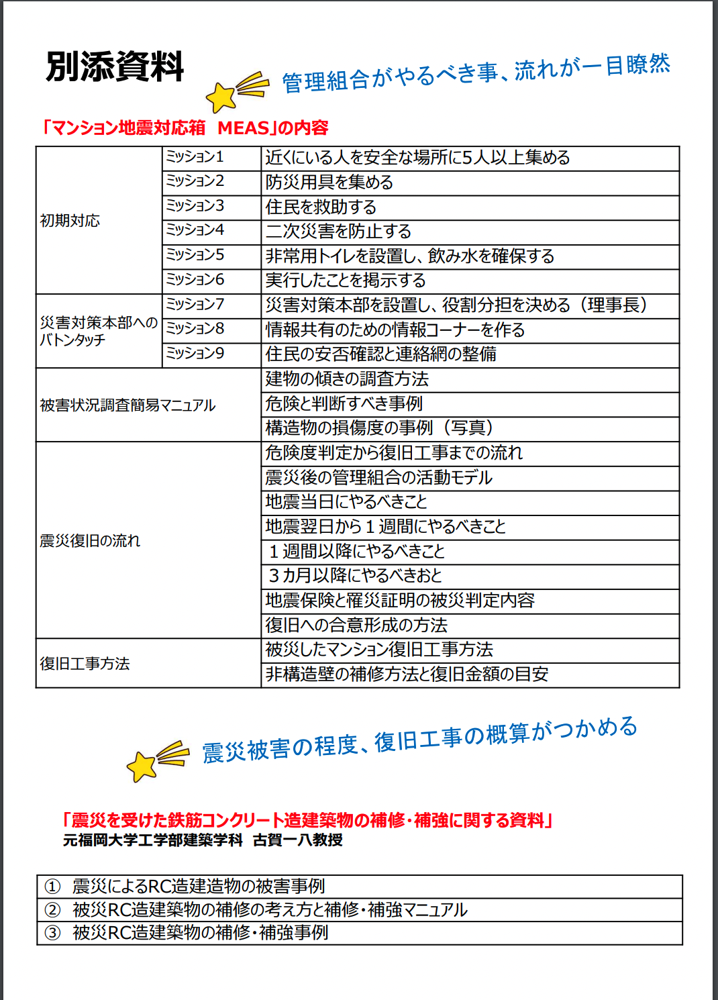 別添資料
管理組合がやるべき事、流れが一目瞭然
「マンション地震対応箱　MEAS」の内容
初期対応
ミッション1 近くにいる人を安全な場所に5人以上集める
ミッション2 防災用具を集める
ミッション3 住民を救助する
ミッション4 二次災害を防止する
ミッション5 非常用トイレを設置し、飲み水を確保する
ミッション6 実行したことを掲示する
災害対策本部への
バトンタッチ
ミッション7 災害対策本部を設置し、役割分担を決める（理事長）
ミッション8 情報共有のための情報コーナーを作る
ミッション9 住民の安否確認と連絡網の整備
被害状況調査簡易マニュアル
建物の傾きの調査方法
危険と判断すべき事例
構造物の損傷度の事例（写真）
震災復旧の流れ
危険度判定から復旧工事までの流れ
震災後の管理組合の活動モデル
地震当日にやるべきこと
地震翌日から１週間にやるべきこと
１週間以降にやるべきこと
３カ月以降にやるべきおと
地震保険と罹災証明の被災判定内容
復旧への合意形成の方法
復旧工事方法
被災したマンション復旧工事方法
非構造壁の補修方法と復旧金額の目安
震災被害の程度、復旧工事の概算がつかめる
「震災を受けた鉄筋コンクリート造建築物の補修・補強に関する資料」
元福岡大学工学部建築学科　古賀一八教授
① 震災によるRC造建造物の被害事例
② 被災RC造建築物の補修の考え方と補修・補強マニュアル
③ 被災RC造建築物の補修・補強事例